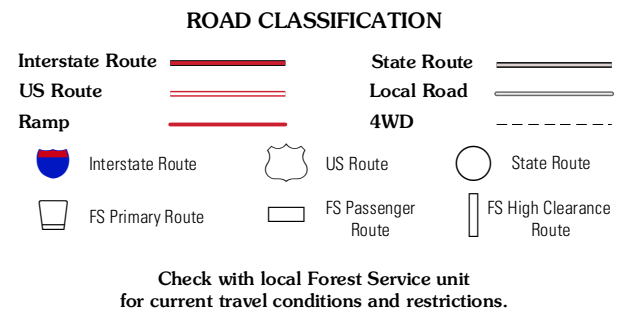 ROAD CLASSIFICATION
Interstate Route
State Route
US Route
Local Road
Ramp
4WD
Interstate Route
US Route
State Route
FS Primary Route
FS Passenger
Route
FS High Clearance
Route
Check with local Forest Service unit
for current travel conditions and restrictions.